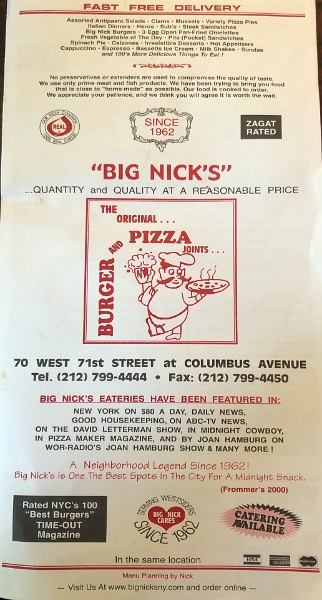 FAST FREE DELIVERY
Assorted Antipasto Salads · Clams · Mussels · Variety Pizza Pies
Italian Dinners · Heros · Sub's · Steak Sandwiches
Big Nick Burgers · 3 Egg Open Pan-Fried Omelettes
Fresh Vegetable of the Day · Pita (Pocket) Sandwiches
Spinach Pie · Calzones · Irresistible Desserts · Hot Appetizers
Cappuccino · Espresso · Bassotts Ice Cream · Milk Shakes · Sundae
and 100's More Delicious Things to Eat!
No preservatives or extenders are used to compromise the quality of taste.
We use only prime meat and fish products. We have been trying to bring you food
that is close to "home-made" as possible. Our food is cooked to order.
We appreciate your patience, and we think you will agree it is worth the wait.
REAL
SINCE
1962
ZAGAT
RATED
"BIG NICK'S"
...QUANTITY and QUALITY AT A REASONABLE PRICE
THE
ORIGINAL . . .
BURGER AND PIZZA
JOINTS . . .
70 WEST 71st STREET at COLUMBUS AVENUE
Tel. (212) 799-4444 • Fax: (212) 799-4450
BIG NICK'S EATERIES HAVE BEEN FEATURED IN:
NEW YORK ON $80 A DAY, DAILY NEWS,
GOOD HOUSEKEEPING, ON ABC-TV NEWS,
ON THE DAVID LETTERMAN SHOW, IN MIDNIGHT COWBOY,
IN PIZZA MAKER MAGAZINE, AND BY JOAN HAMBURG ON
WOR-RADIO'S JOAN HAMBURG SHOW & MANY MORE !
A Neighborhood Legend Since 1962!
Big Nick's Is One The Best Spots In The City For A Midnight Snack.
(Frommer's 2000)
Rated NYC's 100
"Best Burgers"
TIME-OUT
Magazine
SERVING WESTSIDERS
BIG NICK
CARES
SINCE 1962
CATERING
AVAILABLE
In the same location
VISA
Menu Planning by Nick
— Visit Us At www.bignicksny.com and order online —